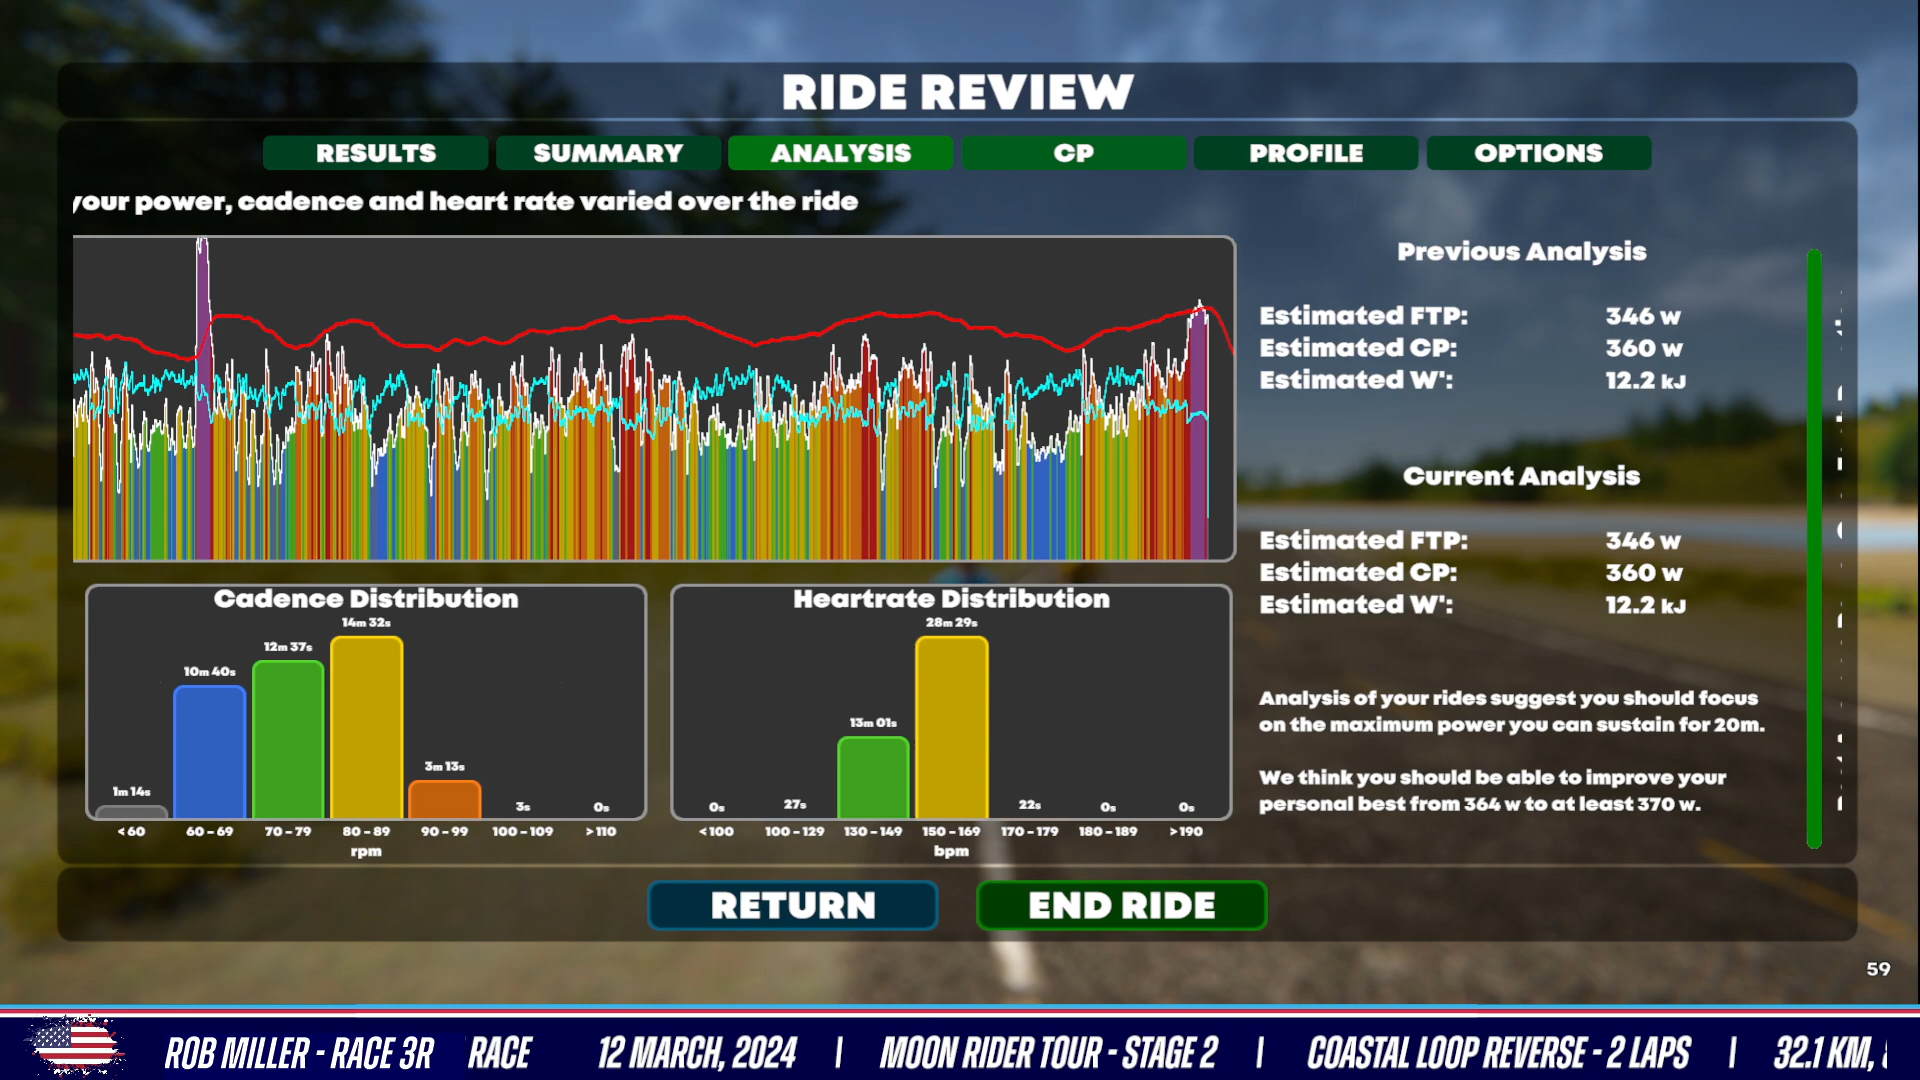 RIDE REVIEW
RESULTS SUMMARY ANALYSIS CP PROFILE OPTIONS
your power, cadence and heart rate varied over the ride
Previous Analysis
Estimated FTP: 346 w
Estimated CP: 360 w
Estimated W': 12.2 kJ
Current Analysis
Estimated FTP: 346 w
Estimated CP: 360 w
Estimated W': 12.2 kJ
Analysis of your rides suggest you should focus
on the maximum power you can sustain for 20m.
We think you should be able to improve your
personal best from 364 w to at least 370 w.
Cadence Distribution
1m 14s 10m 40s 12m 37s 14m 32s 3m 13s 3s 0s
<60 60-69 70-79 80-89 90-99 100-109 >110
rpm
Heartrate Distribution
0s 27s 13m 01s 28m 29s 22s 0s 0s
<100 100-129 130-149 150-169 170-179 180-189 >190
bpm
RETURN END RIDE
59
ROB MILLER - RACE 3R RACE 12 MARCH, 2024 | MOON RIDER TOUR - STAGE 2 | COASTAL LOOP REVERSE - 2 LAPS | 32.1 KM,